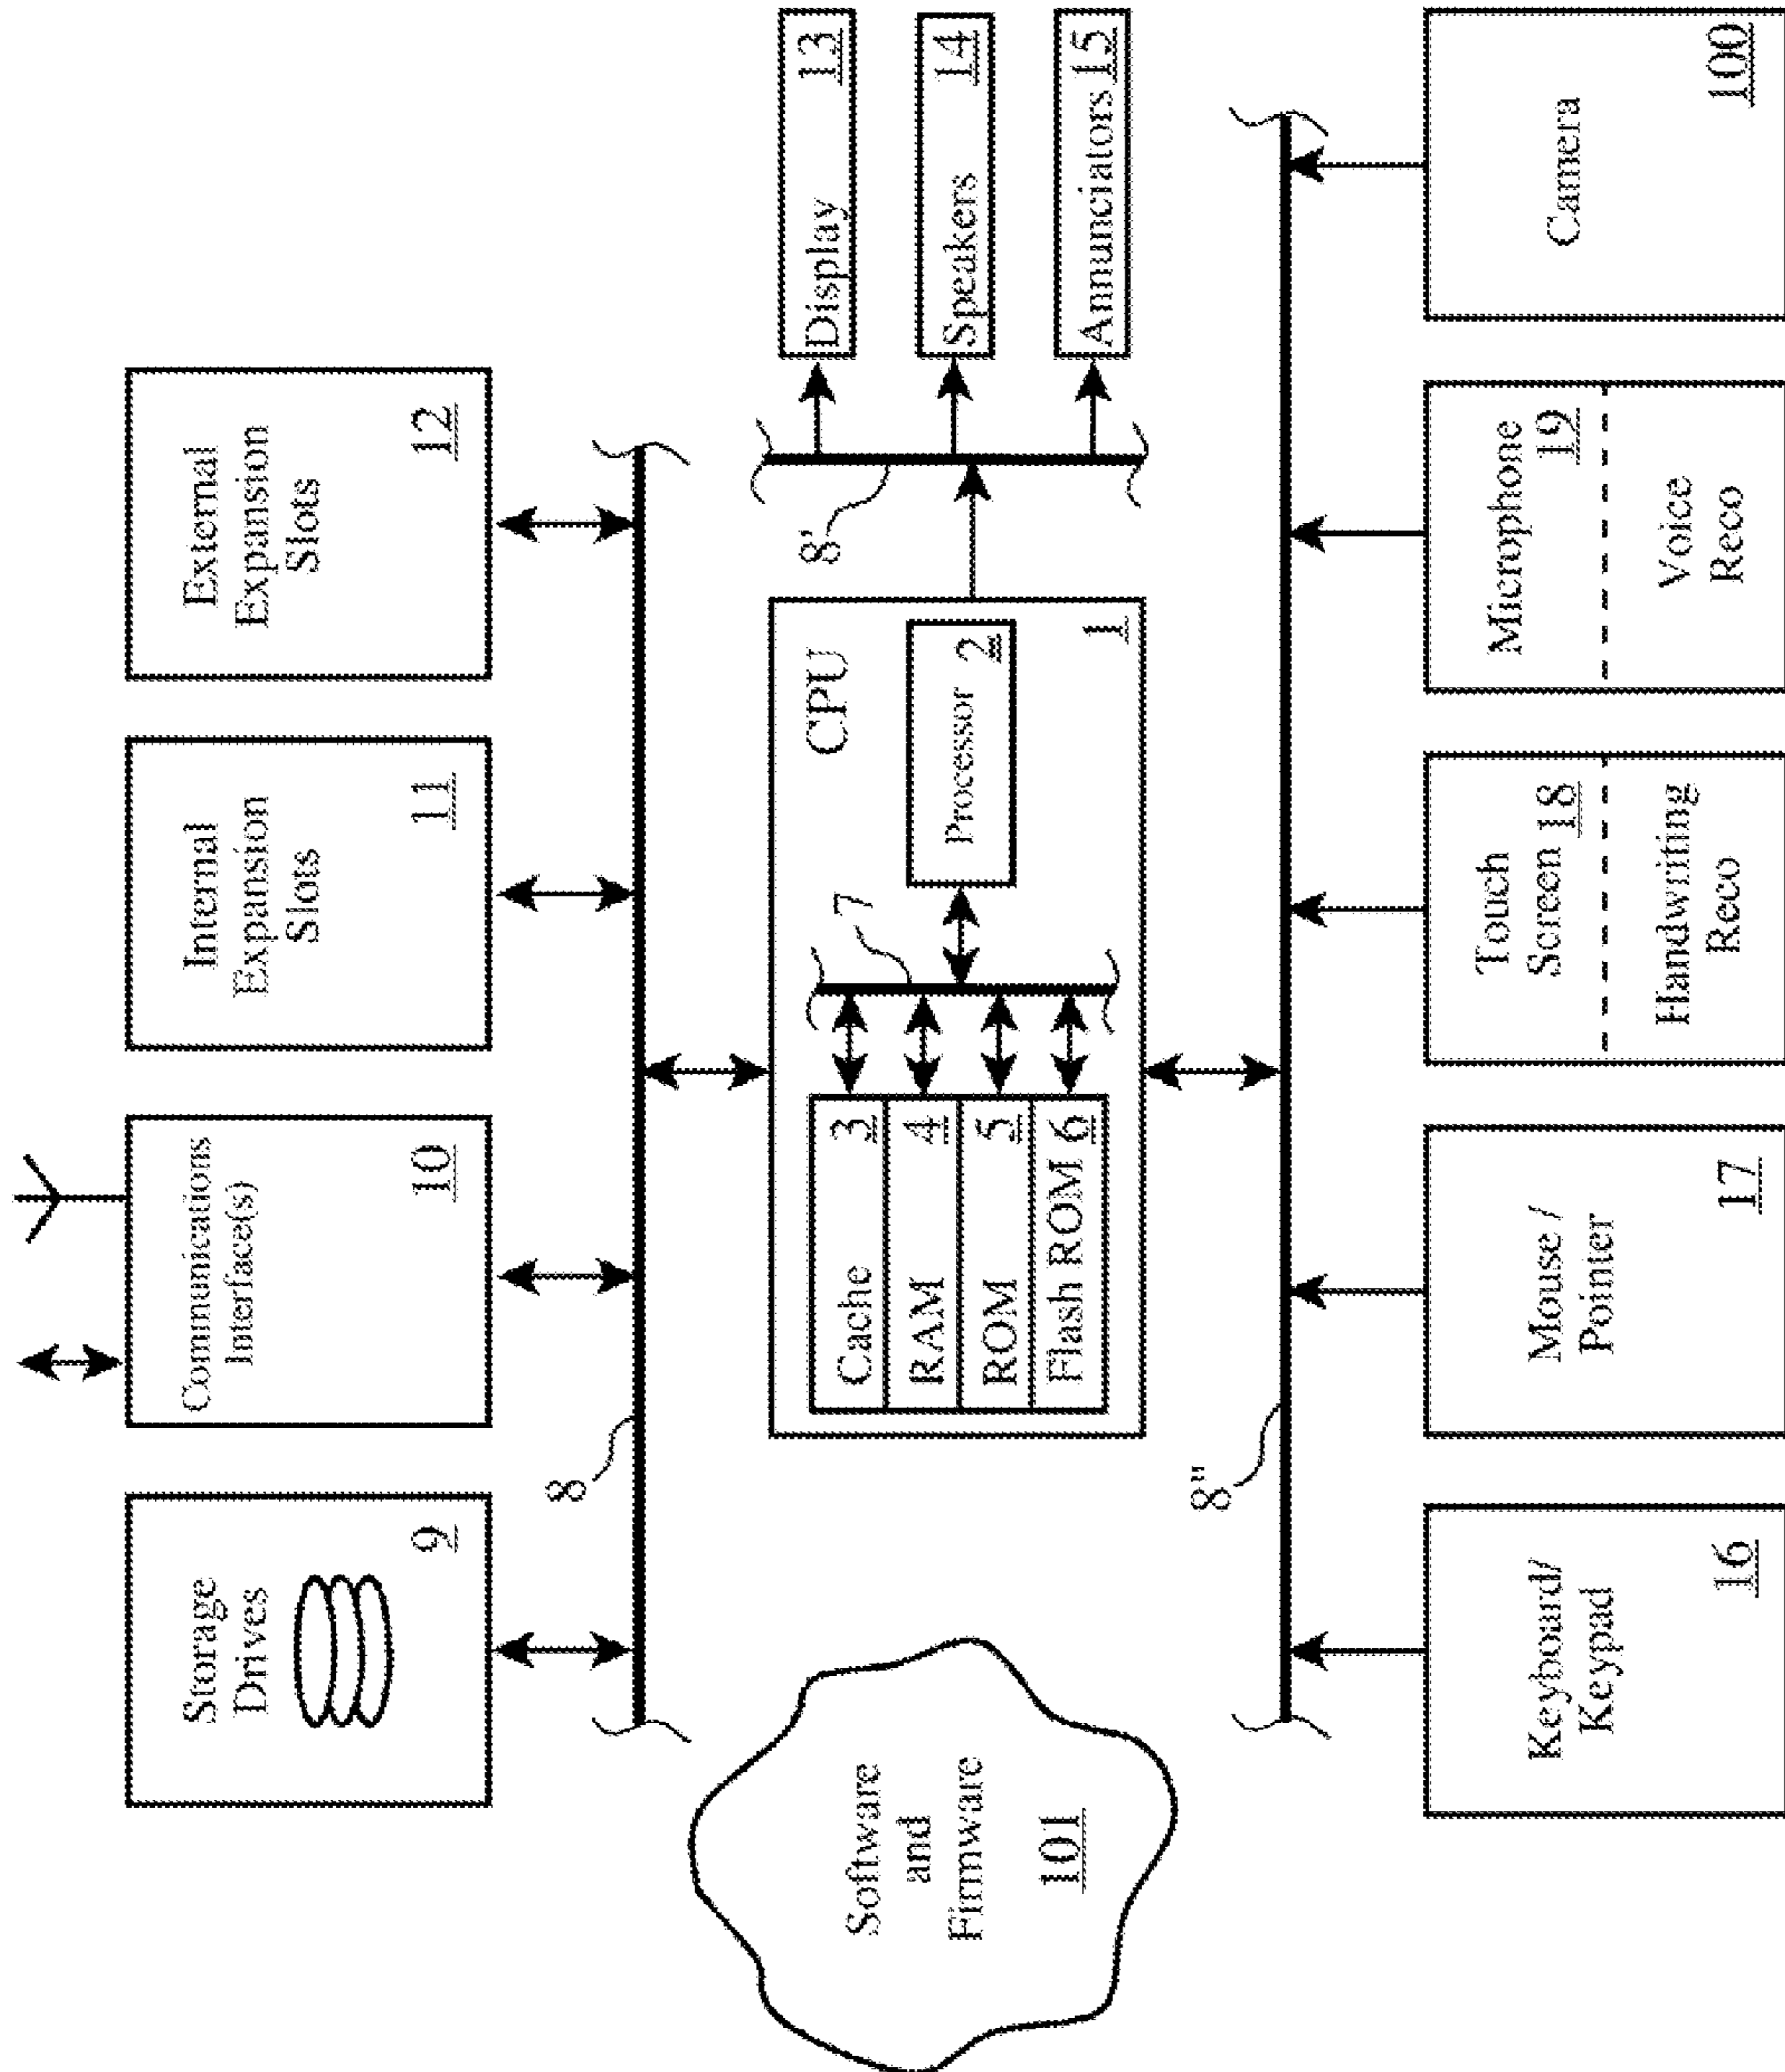 Storage
Drives
9
Communications
Interface(s)
10
Internal
Expansion
Slots
11
External
Expansion
Slots
12
8
Software
and
Firmware
101
CPU
Cache 3
RAM 4
ROM 5
Flash ROM 6
7
Processor 2
1
8'
Display 13
Speakers 14
Annunciators 15
8"
Keyboard/
Keypad
16
Mouse /
Pointer
17
Touch
Screen 18
Handwriting
Reco
Microphone
19
Voice
Reco
Camera
100